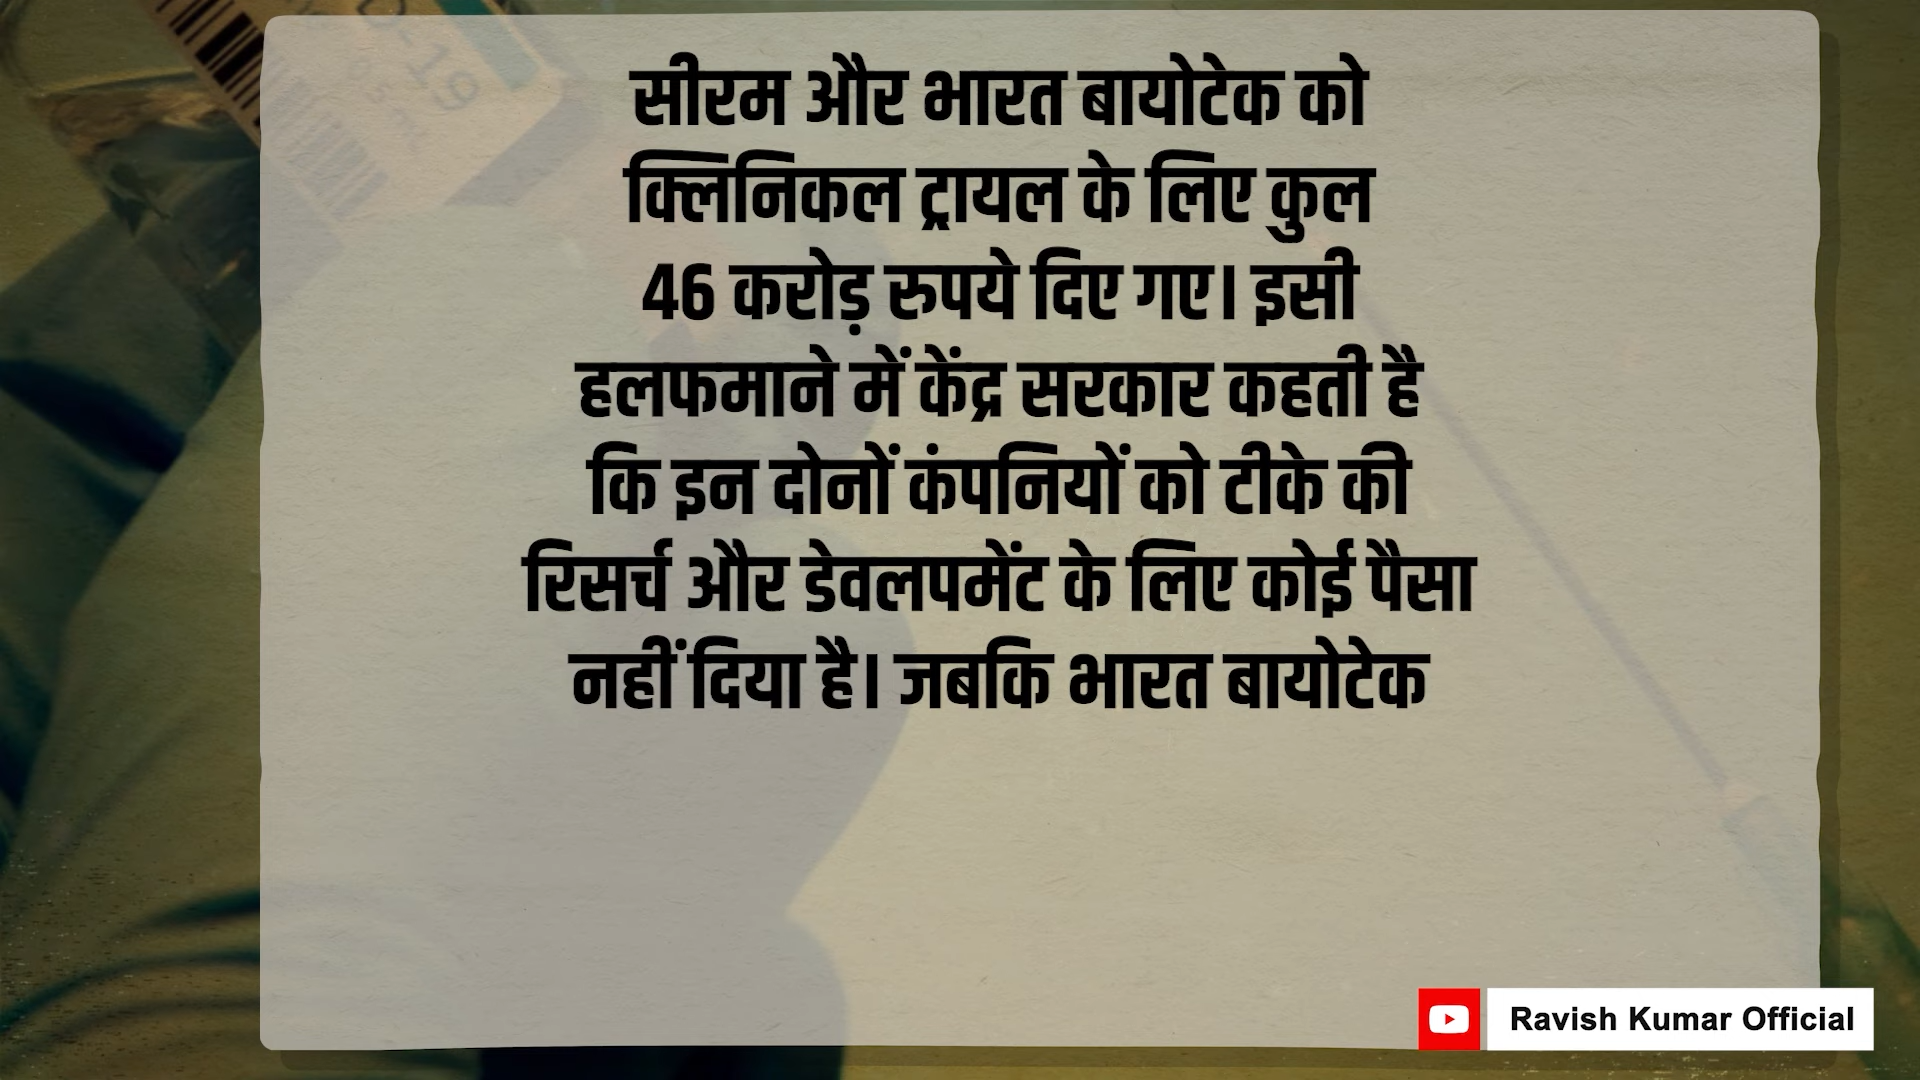 सीरम और भारत बायोटेक को
क्लिनिकल ट्रायल के लिए कुल
46 करोड़ रुपये दिए गए। इसी
हलफमाने में केंद्र सरकार कहती है
कि इन दोनों कंपनियों को टीके की
रिसर्च और डेवलपमेंट के लिए कोई पैसा
नहीं दिया है। जबकि भारत बायोटेक
Ravish Kumar Official
D-19